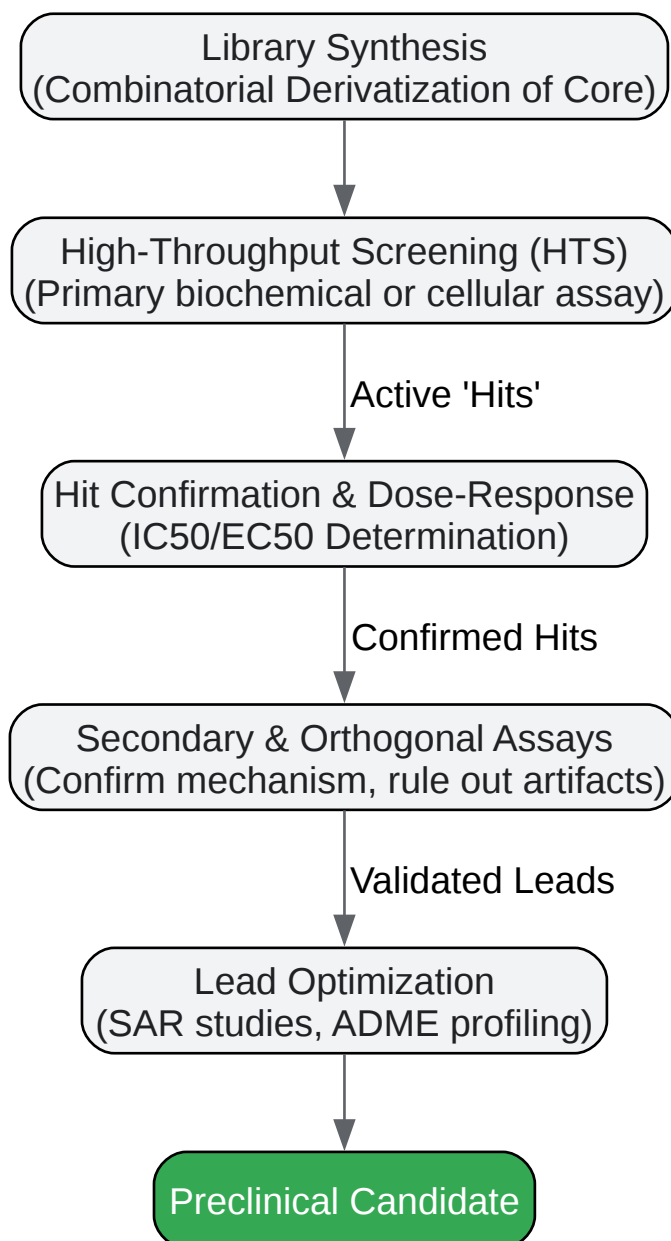 Library Synthesis
(Combinatorial Derivatization of Core)
High-Throughput Screening (HTS)
(Primary biochemical or cellular assay)
Active 'Hits'
Hit Confirmation & Dose-Response
(IC50/EC50 Determination)
Confirmed Hits
Secondary & Orthogonal Assays
(Confirm mechanism, rule out artifacts)
Validated Leads
Lead Optimization
(SAR studies, ADME profiling)
Preclinical Candidate